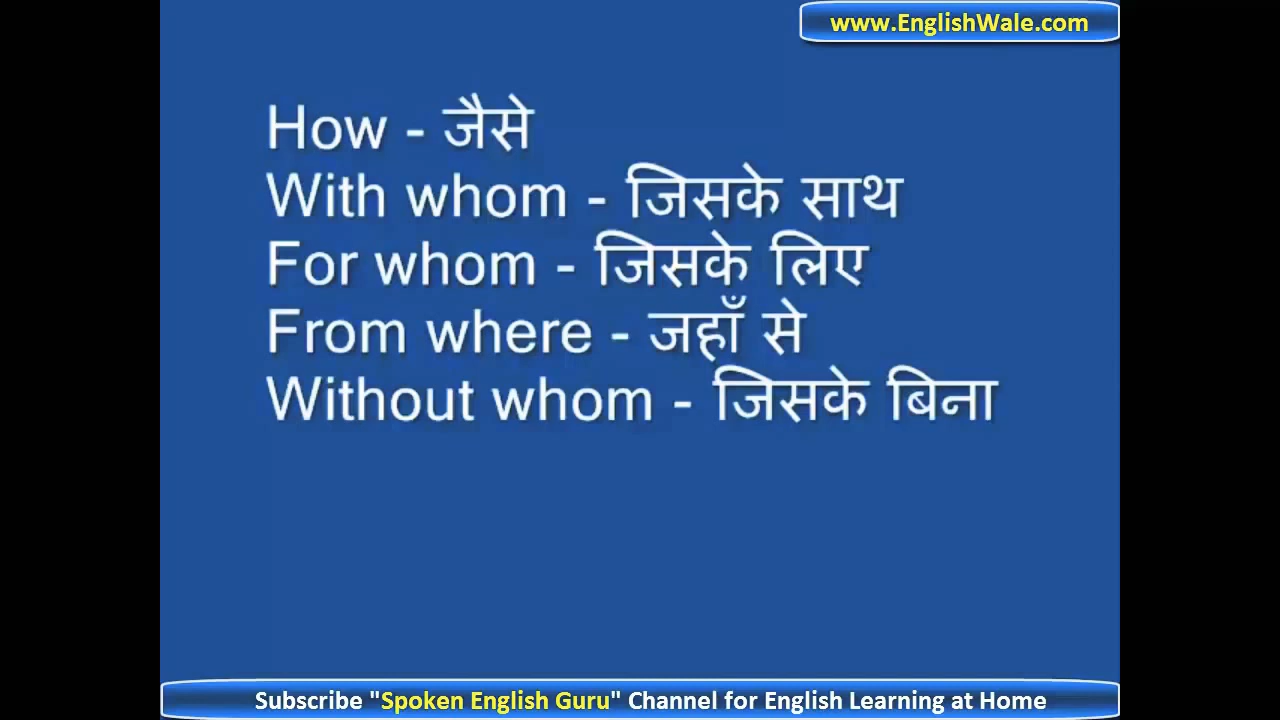 www.EnglishWale.com
How - जैसे
With whom - जिसके साथ
For whom - जिसके लिए
From where - जहाँ से
Without whom - जिसके बिना
Subscribe "Spoken English Guru" Channel for English Learning at Home